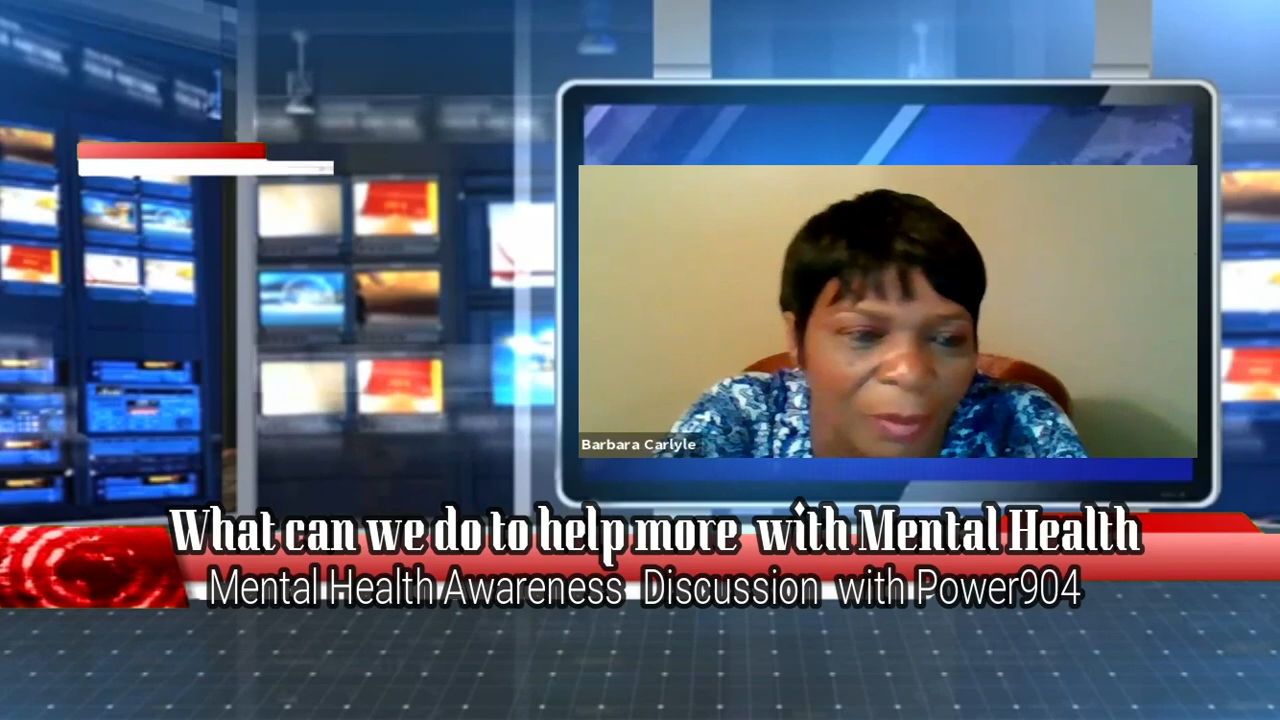 Barbara Carlyle
What can we do to help more with Mental Health
Mental Health Awareness Discussion with Power904